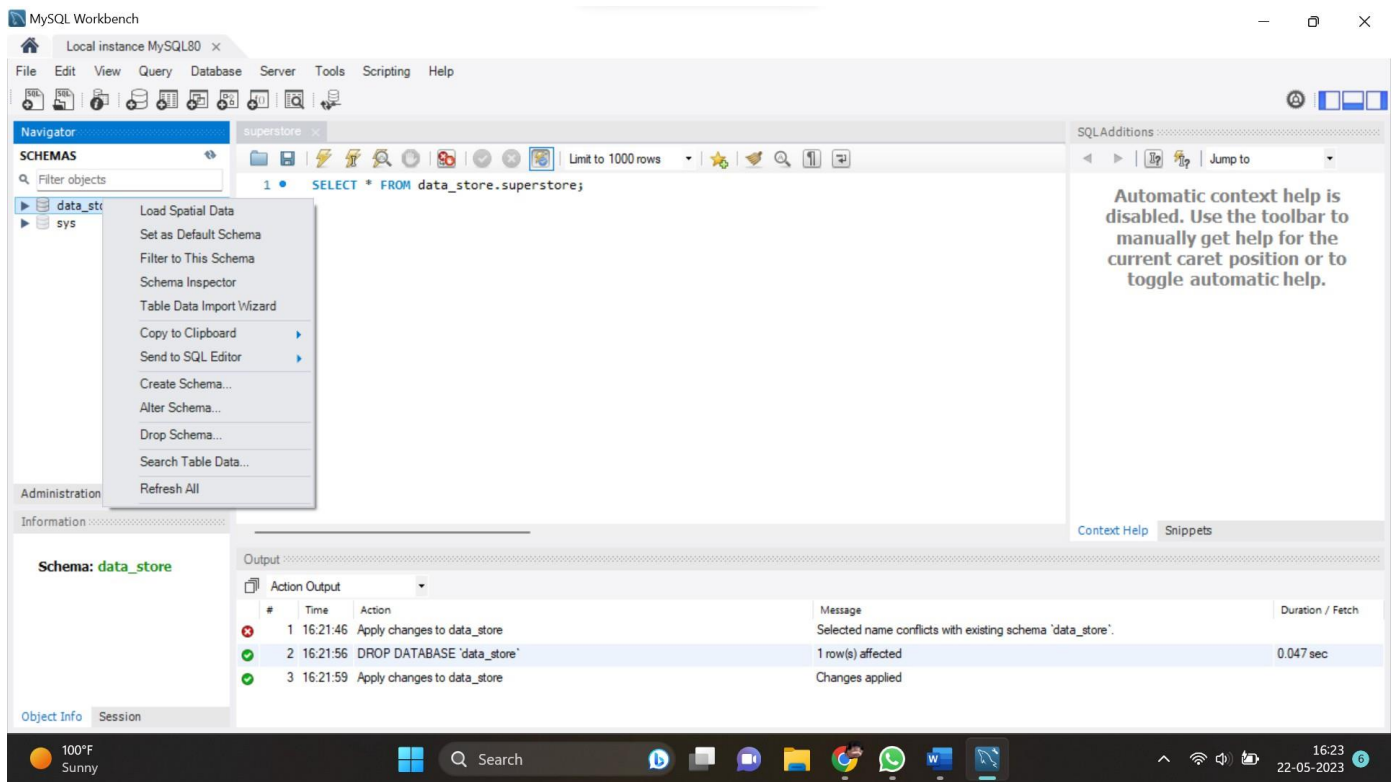 MySQL Workbench
Local instance MySQL80
File Edit View Query Database Server Tools Scripting Help
Navigator
SCHEMAS
Filter objects
data_sto
sys
Load Spatial Data
Set as Default Schema
Filter to This Schema
Schema Inspector
Table Data Import Wizard
Copy to Clipboard
Send to SQL Editor
Create Schema...
Alter Schema...
Drop Schema...
Search Table Data...
Refresh All
Administration
Information
Schema: data_store
Object Info Session
superstore
Limit to 1000 rows
1 SELECT * FROM data_store.superstore;
SQLAdditions
Jump to
Automatic context help is
disabled. Use the toolbar to
manually get help for the
current caret position or to
toggle automatic help.
Context Help Snippets
Output
Action Output
# Time Action Message Duration / Fetch
1 16:21:46 Apply changes to data_store Selected name conflicts with existing schema `data_store`.
2 16:21:56 DROP DATABASE `data_store` 1 row(s) affected 0.047 sec
3 16:21:59 Apply changes to data_store Changes applied
100°F
Sunny
Search
16:23
22-05-2023
6